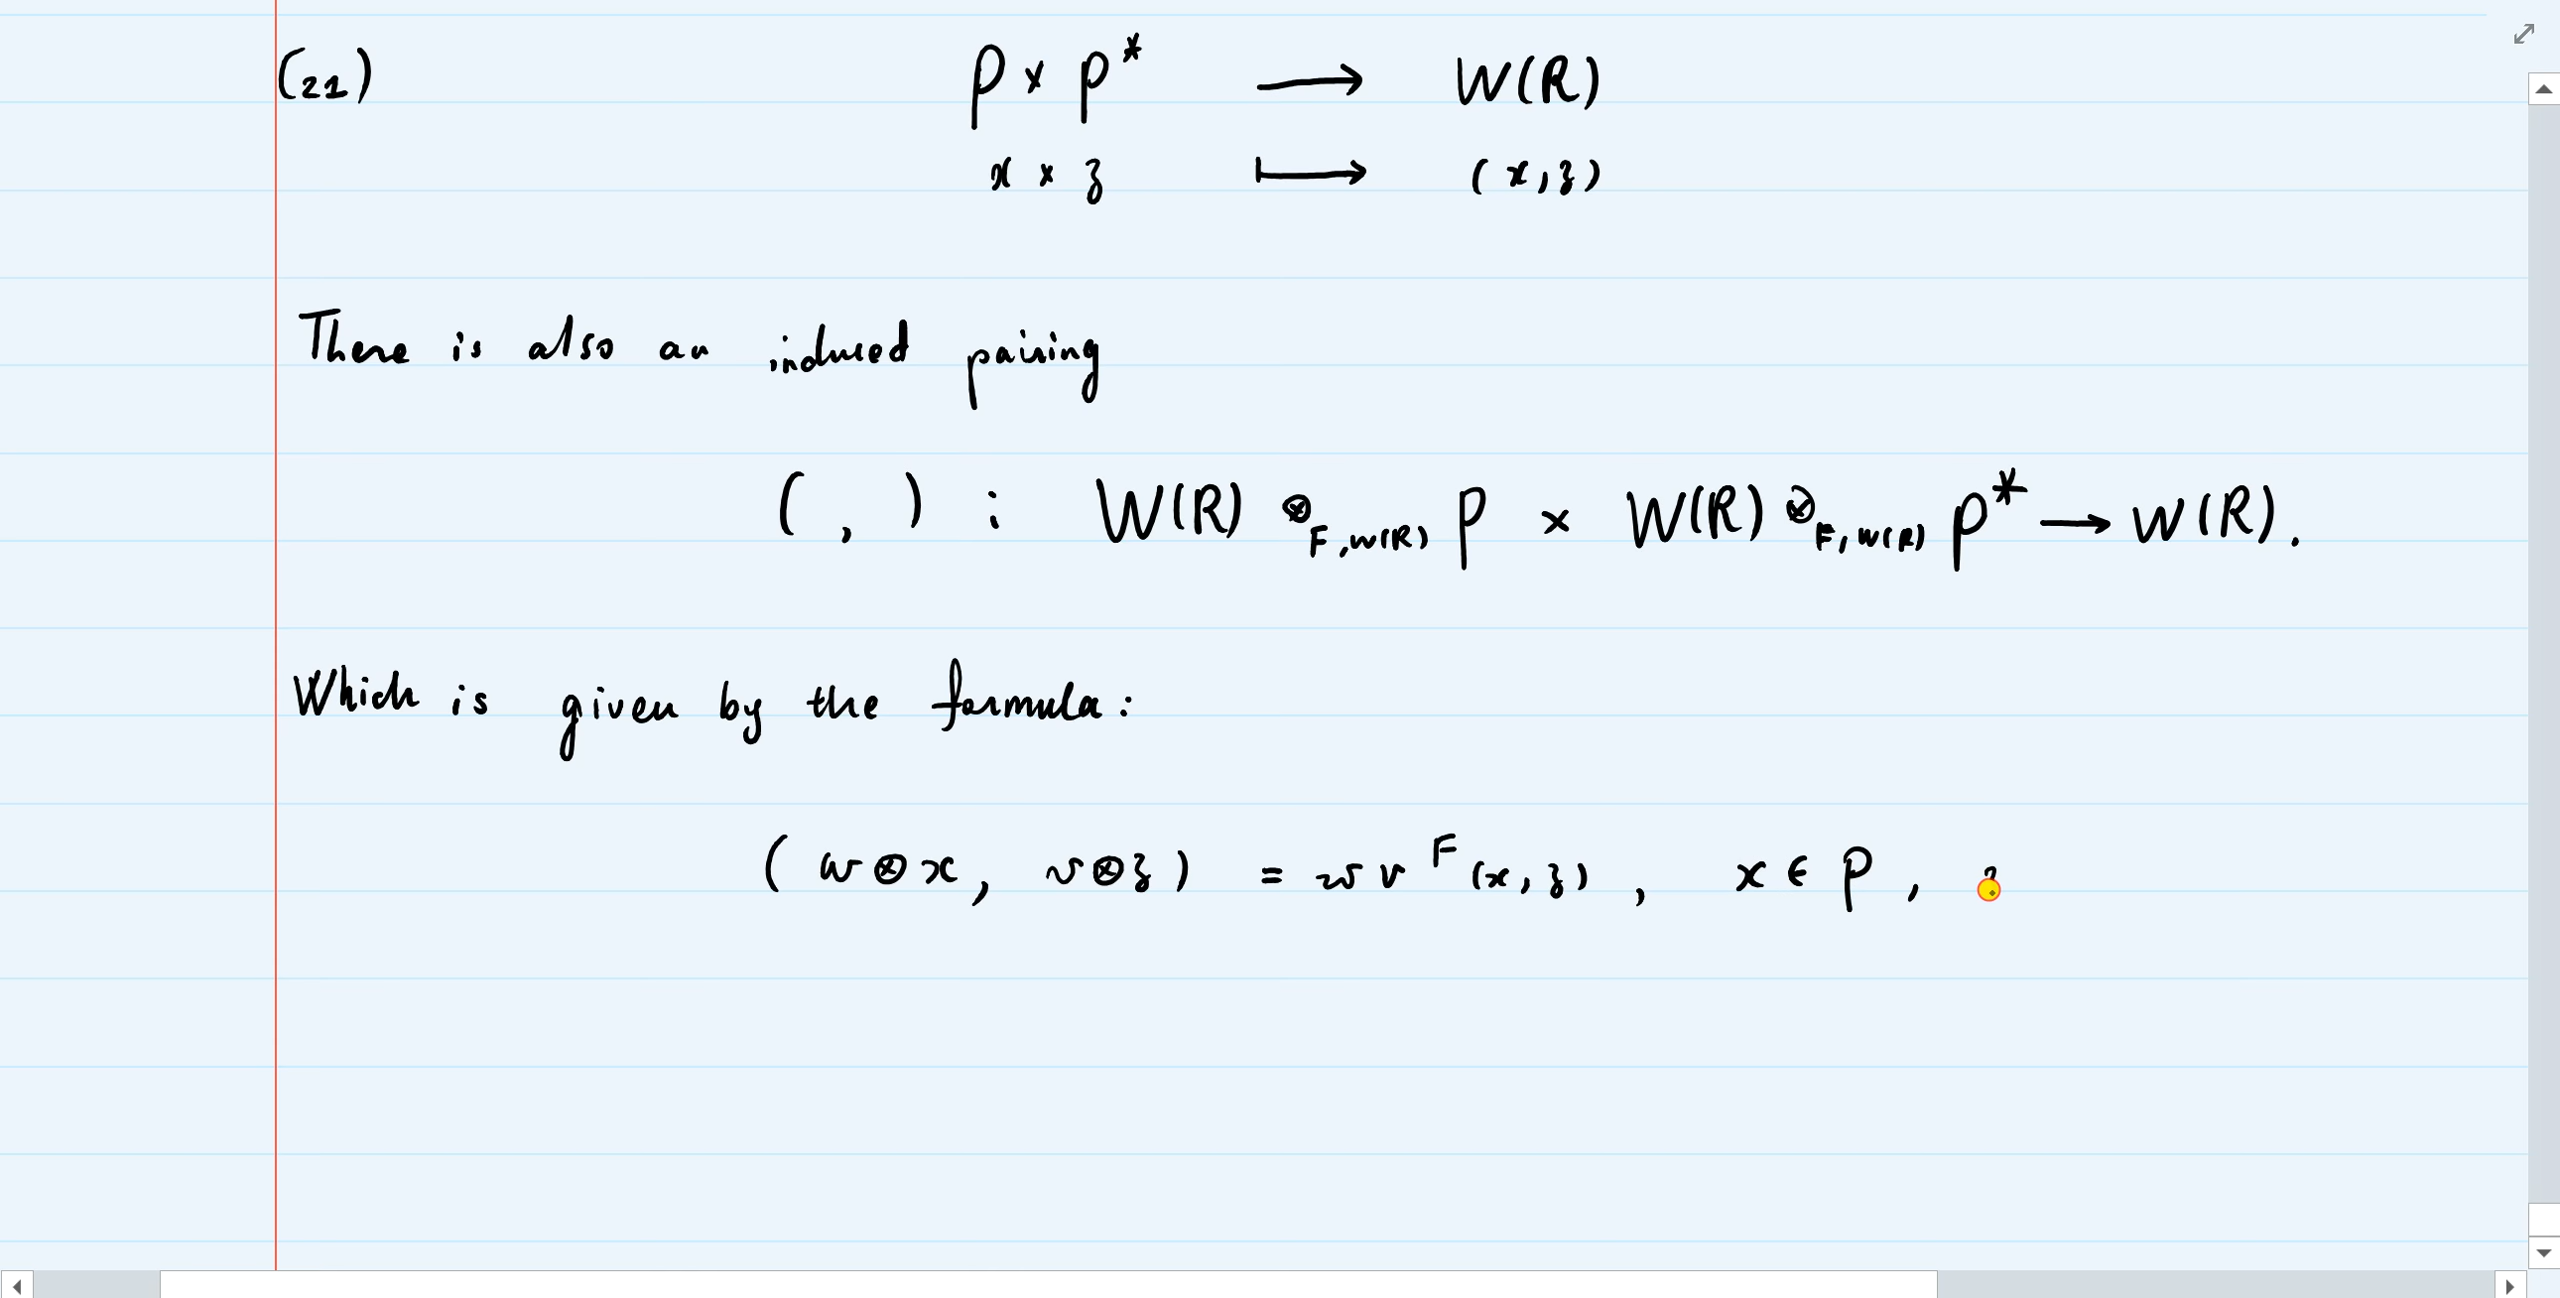 (21) P × P* ⟶ W(R)
x × z ⟼ (x, z)
There is also an induced pairing
( , ) : W(R) ⊗_{F,W(R)} P × W(R) ⊗_{F,W(R)} P* ⟶ W(R).
Which is given by the formula:
(w⊗x, v⊗z) = wv ^F(x, z), x ∈ P,